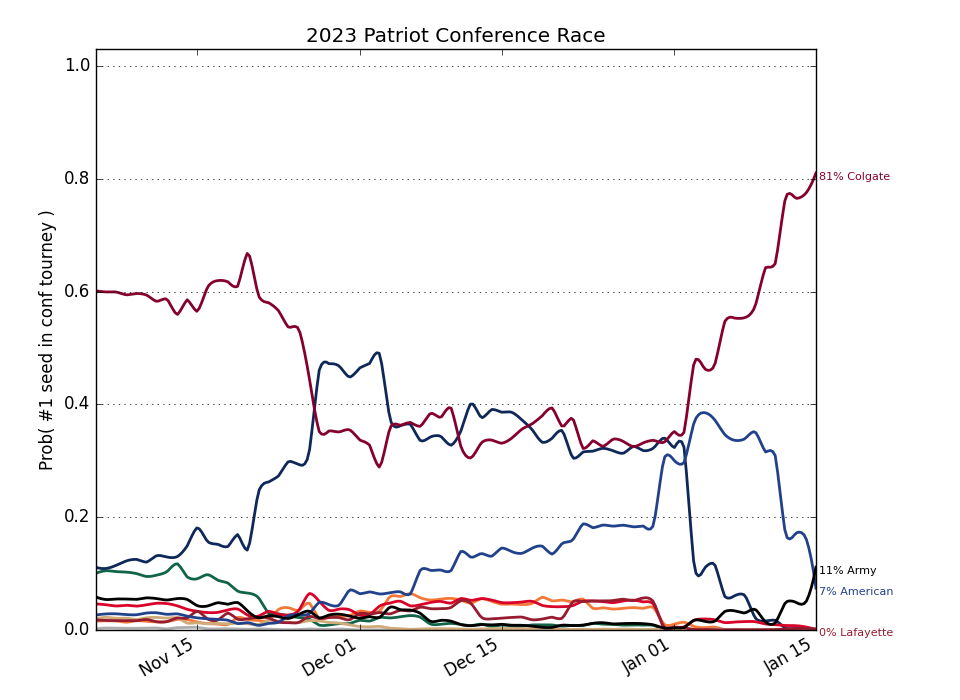 2023 Patriot Conference Race
Prob( #1 seed in conf tourney )
1.0
0.8
0.6
0.4
0.2
0.0
81% Colgate
11% Army
7% American
0% Lafayette
Nov 15
Dec 01
Dec 15
Jan 01
Jan 15